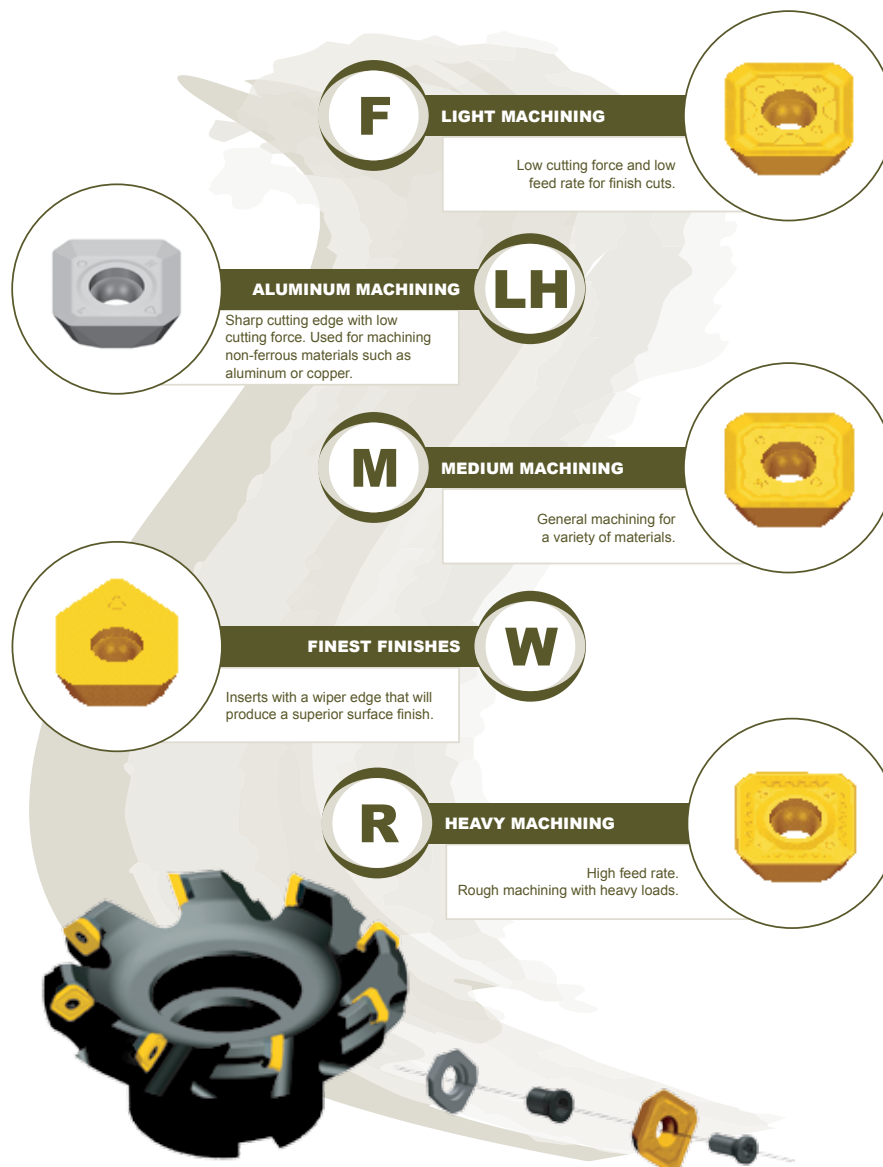 F
LIGHT MACHINING
Low cutting force and low
feed rate for finish cuts.
ALUMINUM MACHINING
LH
Sharp cutting edge with low
cutting force. Used for machining
non-ferrous materials such as
aluminum or copper.
M
MEDIUM MACHINING
General machining for
a variety of materials.
FINEST FINISHES
W
Inserts with a wiper edge that will
produce a superior surface finish.
R
HEAVY MACHINING
High feed rate.
Rough machining with heavy loads.